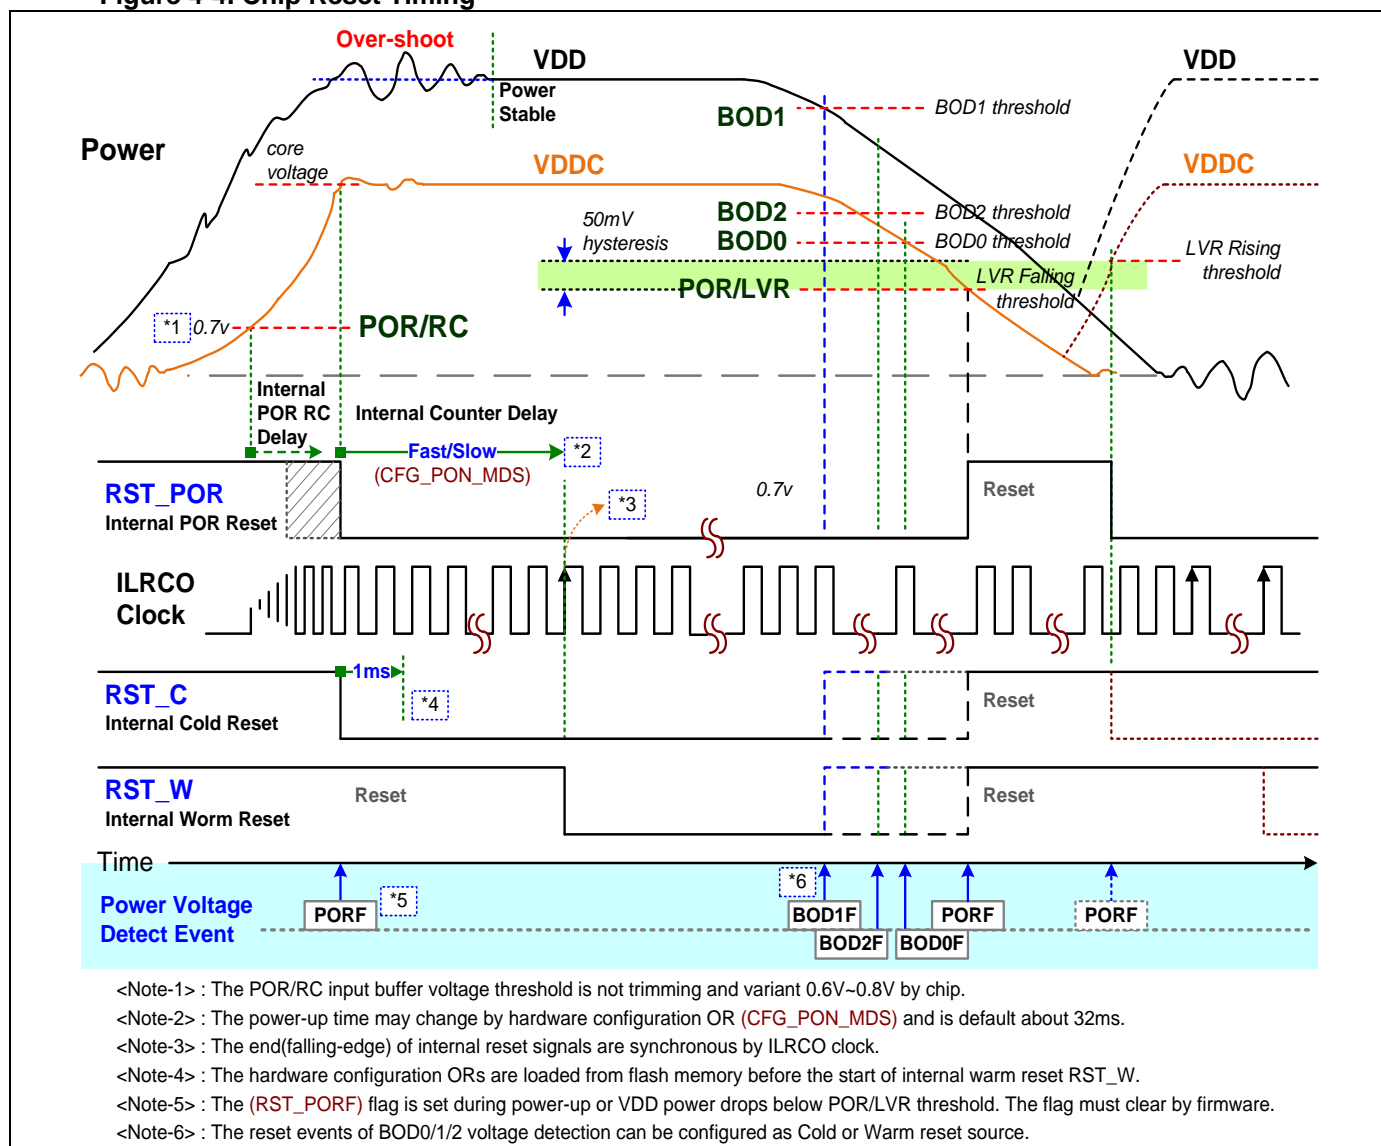 Figure 4-4. Chip Reset Timing
Over-shoot
VDD
VDD
Power
Stable
BOD1
BOD1 threshold
Power
core
voltage
VDDC
VDDC
50mV
hysteresis
BOD2
BOD2 threshold
BOD0
BOD0 threshold
LVR Rising
threshold
POR/LVR
LVR Falling
threshold
*1
0.7v
POR/RC
Internal
POR RC
Delay
Internal Counter Delay
Fast/Slow
(CFG_PON_MDS)
*2
*3
0.7v
RST_POR
Internal POR Reset
Reset
ILRCO
Clock
1ms
*4
RST_C
Internal Cold Reset
Reset
RST_W
Internal Worm Reset
Reset
Reset
Time
Power Voltage
Detect Event
PORF
*5
*6
BOD1F
BOD2F
BOD0F
PORF
PORF
<Note-1> : The POR/RC input buffer voltage threshold is not trimming and variant 0.6V~0.8V by chip.
<Note-2> : The power-up time may change by hardware configuration OR (CFG_PON_MDS) and is default about 32ms.
<Note-3> : The end(falling-edge) of internal reset signals are synchronous by ILRCO clock.
<Note-4> : The hardware configuration ORs are loaded from flash memory before the start of internal warm reset RST_W.
<Note-5> : The (RST_PORF) flag is set during power-up or VDD power drops below POR/LVR threshold. The flag must clear by firmware.
<Note-6> : The reset events of BOD0/1/2 voltage detection can be configured as Cold or Warm reset source.